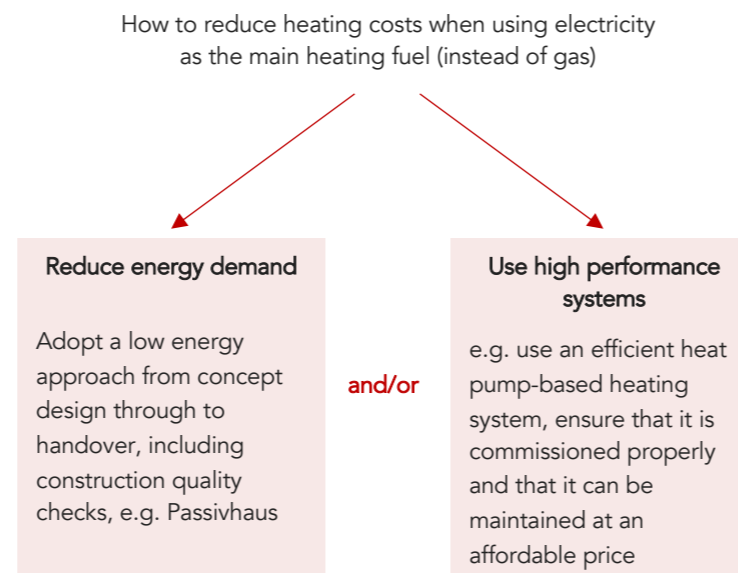 How to reduce heating costs when using electricity
as the main heating fuel (instead of gas)
Reduce energy demand
Adopt a low energy
approach from concept
design through to
handover, including
construction quality
checks, e.g. Passivhaus
and/or
Use high performance
systems
e.g. use an efficient heat
pump-based heating
system, ensure that it is
commissioned properly
and that it can be
maintained at an
affordable price